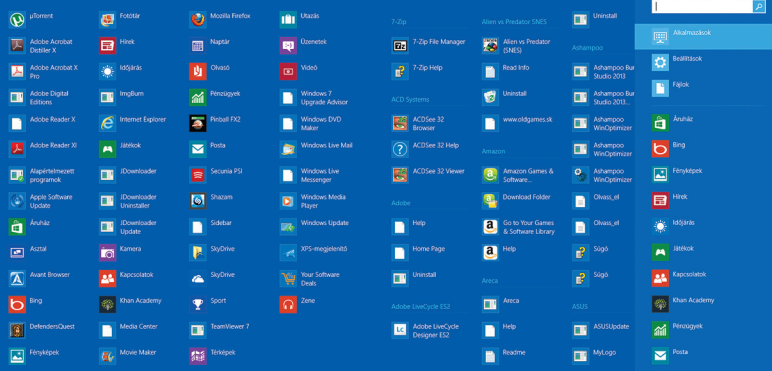 µTorrent
Adobe Acrobat
Distiller X
Adobe Acrobat X
Pro
Adobe Digital
Editions
Adobe Reader X
Adobe Reader XI
Alapértelmezett
programok
Apple Software
Update
Áruház
Asztal
Avant Browser
Bing
DefendersQuest
Fényképek
Fotótár
Hírek
Időjárás
ImgBurn
Internet Explorer
Játékok
JDownloader
JDownloader
Uninstaller
JDownloader
Update
Kamera
Kapcsolatok
Khan Academy
Media Center
Movie Maker
Mozilla Firefox
Naptár
Olvasó
Pénzügyek
Pinball FX2
Posta
Secunia PSI
Shazam
Sidebar
SkyDrive
SkyDrive
Sport
TeamViewer 7
Térképek
Utazás
Üzenetek
Videó
Windows 7
Upgrade Advisor
Windows DVD
Maker
Windows Live Mail
Windows Live
Messenger
Windows Media
Player
Windows Update
XPS-megjelenítő
Your Software
Deals
Zene
7-Zip
7-Zip File Manager
7-Zip Help
ACD Systems
ACDSee 32
Browser
ACDSee 32 Help
ACDSee 32 Viewer
Adobe
Help
Home Page
Uninstall
Adobe LiveCycle ES2
Adobe LiveCycle
Designer ES2
Alien vs Predator SNES
Alien vs Predator
(SNES)
Read Info
Uninstall
www.oldgames.sk
Amazon
Amazon Games &
Software...
Download Folder
Go to Your Games
& Software Library
Help
Areca
Areca
Help
Readme
Uninstall
Ashampoo
Ashampoo Bu
Studio 2013
Ashampoo Bu
Studio 2013...
Ashampoo
WinOptimizer
Ashampoo
WinOptimizer
Ashampoo
WinOptimizer
Olvass_el
Olvass_el
Súgó
Súgó
ASUS
ASUSUpdate
MyLogo
Alkalmazások
Beállítások
Fájlok
Áruház
Bing
Fényképek
Hírek
Időjárás
Játékok
Kapcsolatok
Khan Academy
Pénzügyek
Posta